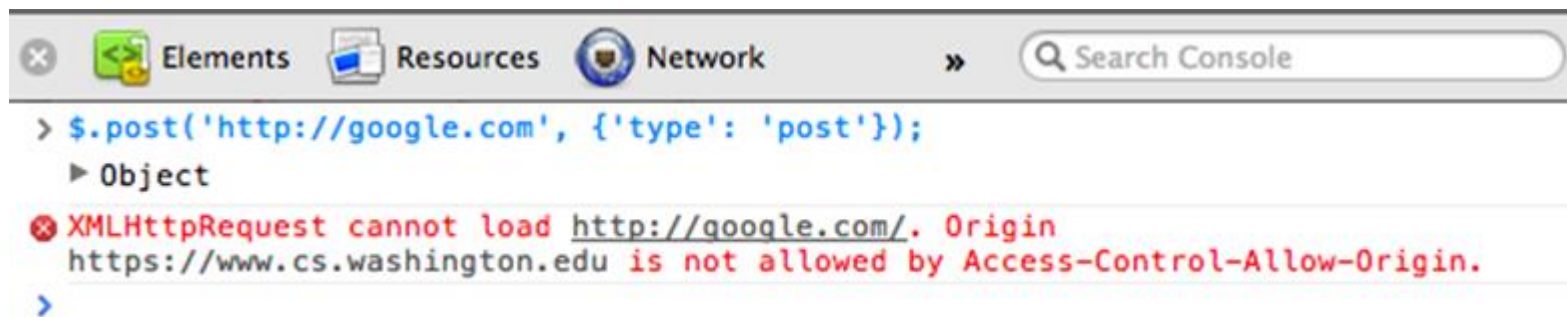 Elements Resources Network » Search Console
> $.post('http://google.com', {'type': 'post'});
▶ Object
XMLHttpRequest cannot load http://google.com/. Origin
https://www.cs.washington.edu is not allowed by Access-Control-Allow-Origin.
>